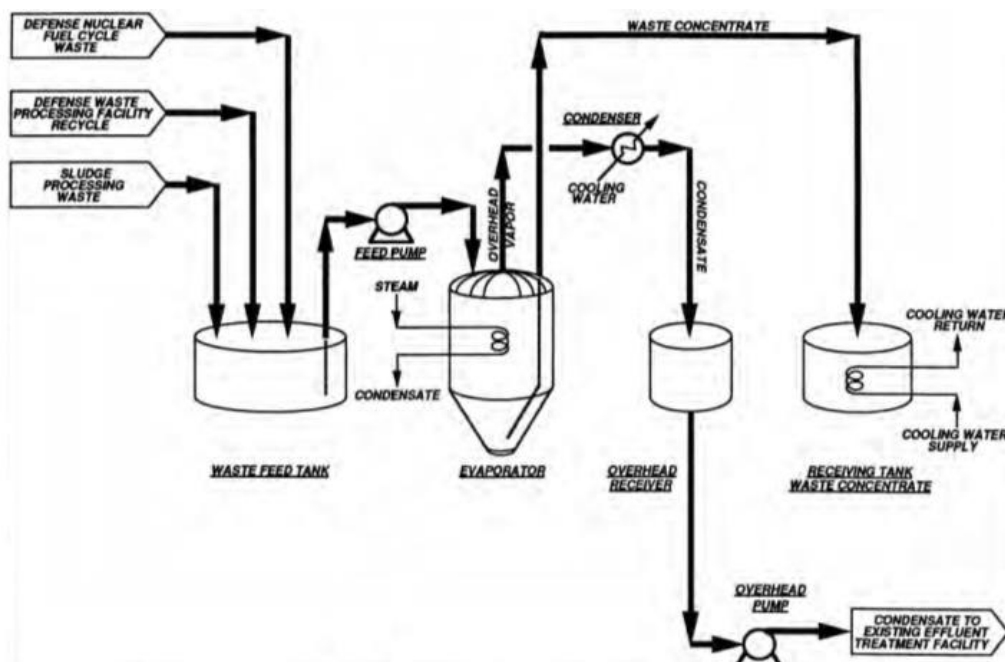 DEFENSE NUCLEAR
FUEL CYCLE
WASTE
DEFENSE WASTE
PROCESSING FACILITY
RECYCLE
SLUDGE
PROCESSING
WASTE
FEED PUMP
STEAM
CONDENSATE
WASTE FEED TANK
EVAPORATOR
OVERHEAD
VAPOR
WASTE CONCENTRATE
CONDENSER
COOLING
WATER
CONDENSATE
OVERHEAD
RECEIVER
COOLING WATER
RETURN
COOLING WATER
SUPPLY
RECEIVING TANK
WASTE CONCENTRATE
OVERHEAD
PUMP
CONDENSATE TO
EXISTING EFFLUENT
TREATMENT FACILITY